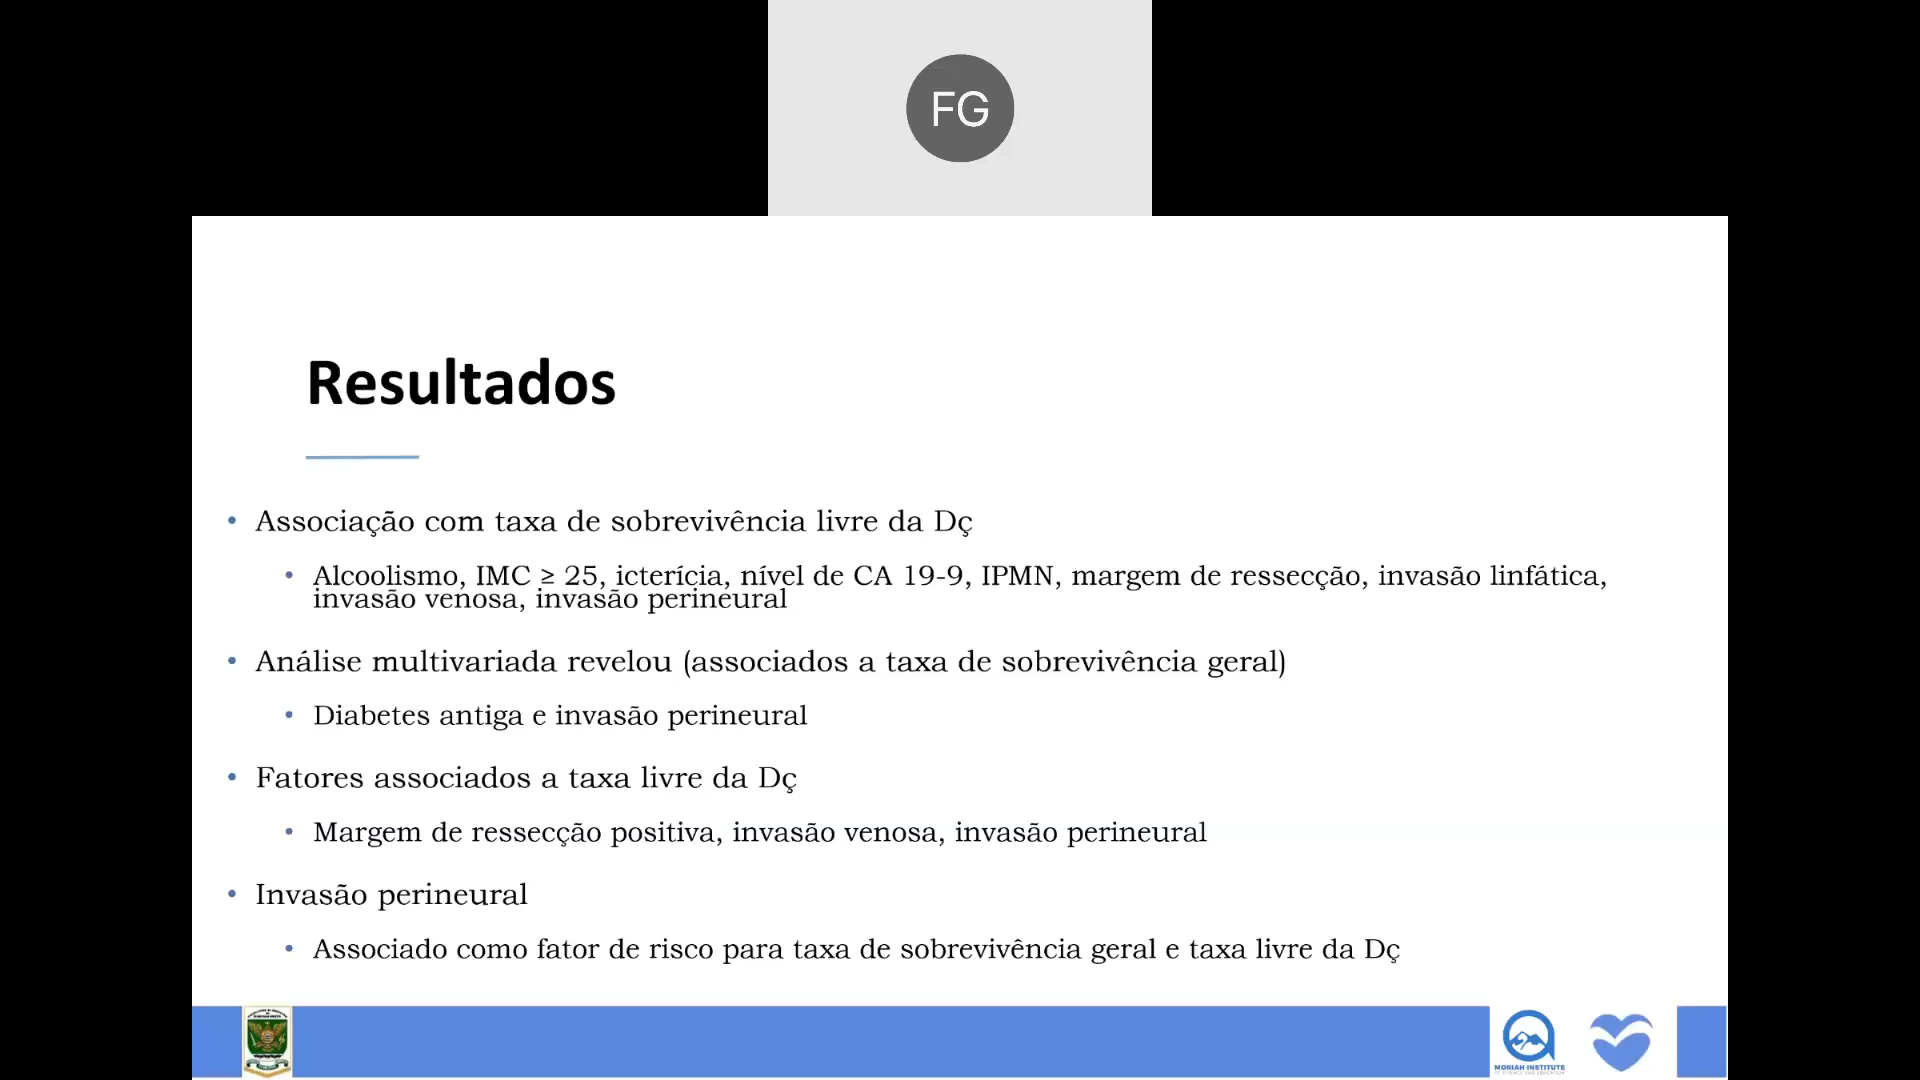 FG
Resultados
• Associação com taxa de sobrevivência livre da Dç
• Alcoolismo, IMC ≥ 25, icterícia, nível de CA 19-9, IPMN, margem de ressecção, invasão linfática,
invasão venosa, invasão perineural
• Análise multivariada revelou (associados a taxa de sobrevivência geral)
• Diabetes antiga e invasão perineural
• Fatores associados a taxa livre da Dç
• Margem de ressecção positiva, invasão venosa, invasão perineural
• Invasão perineural
• Associado como fator de risco para taxa de sobrevivência geral e taxa livre da Dç
MORIAH INSTITUTE